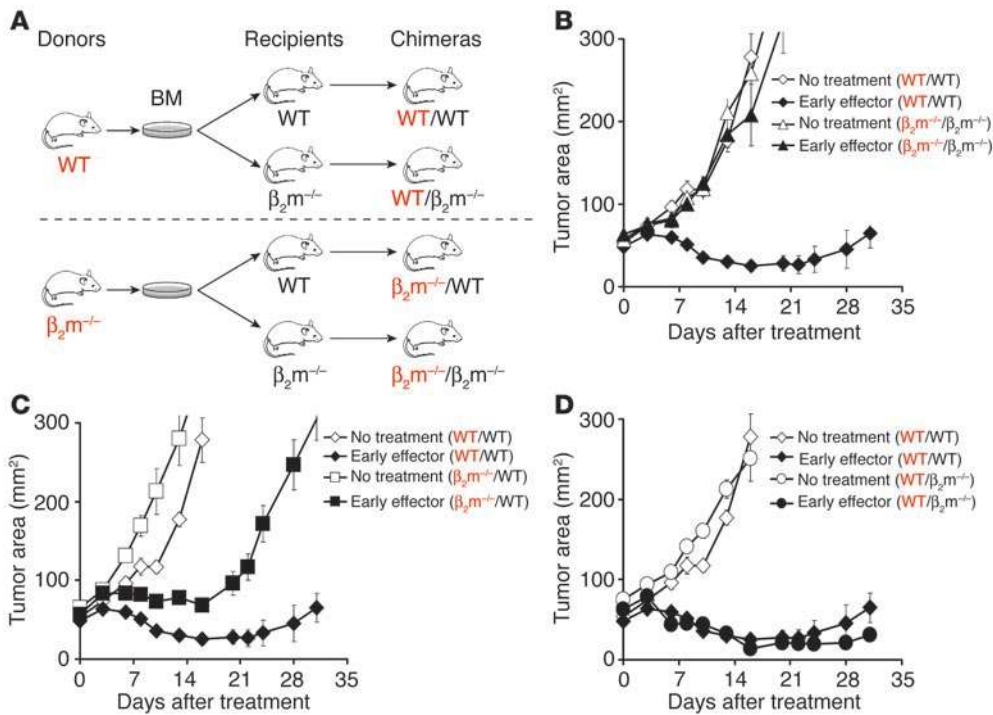 A
Donors
Recipients
Chimeras
BM
WT
WT
WT/WT
β₂m⁻/⁻
WT/β₂m⁻/⁻
β₂m⁻/⁻
WT
β₂m⁻/⁻/WT
β₂m⁻/⁻
β₂m⁻/⁻/β₂m⁻/⁻
B
300
200
100
0
Tumor area (mm²)
No treatment (WT/WT)
Early effector (WT/WT)
No treatment (β₂m⁻/⁻/β₂m⁻/⁻)
Early effector (β₂m⁻/⁻/β₂m⁻/⁻)
0 7 14 21 28 35
Days after treatment
C
300
200
100
0
Tumor area (mm²)
No treatment (WT/WT)
Early effector (WT/WT)
No treatment (β₂m⁻/⁻/WT)
Early effector (β₂m⁻/⁻/WT)
0 7 14 21 28 35
Days after treatment
D
300
200
100
0
Tumor area (mm²)
No treatment (WT/WT)
Early effector (WT/WT)
No treatment (WT/β₂m⁻/⁻)
Early effector (WT/β₂m⁻/⁻)
0 7 14 21 28 35
Days after treatment